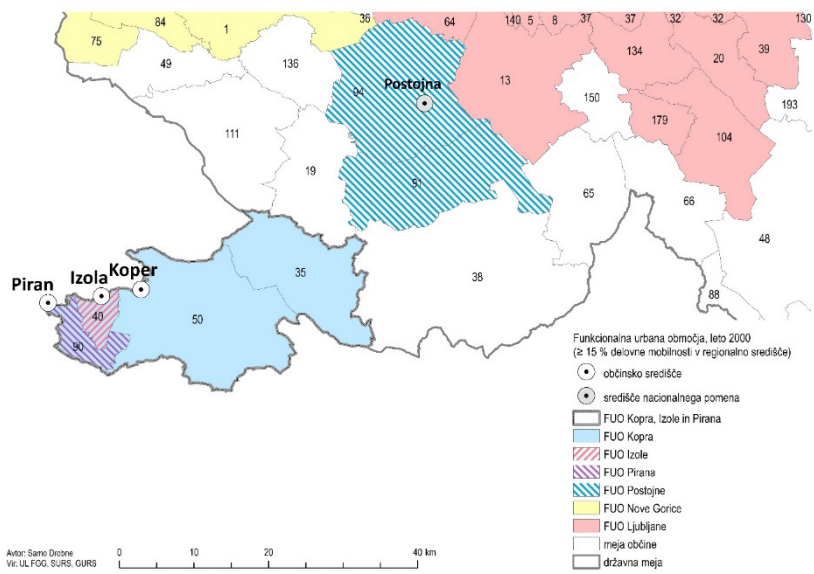 84
1
36
64
140
5
8
37
37
32
32
130
75
49
136
94
Postojna
13
134
20
39
150
193
111
179
104
19
91
65
66
48
38
88
Piran
Izola
Koper
35
50
40
90
Funkcionalna urbana območja, leto 2000
(≥ 15 % delovne mobilnosti v regionalno središče)
občinsko središče
središče nacionalnega pomena
FUO Kopra, Izole in Pirana
FUO Kopra
FUO Izole
FUO Pirana
FUO Postojne
FUO Nove Gorice
FUO Ljubljane
meja občine
državna meja
Avtor: Samo Drobne
Vir: UL FGG, SURS, GURS
0
20
40 km